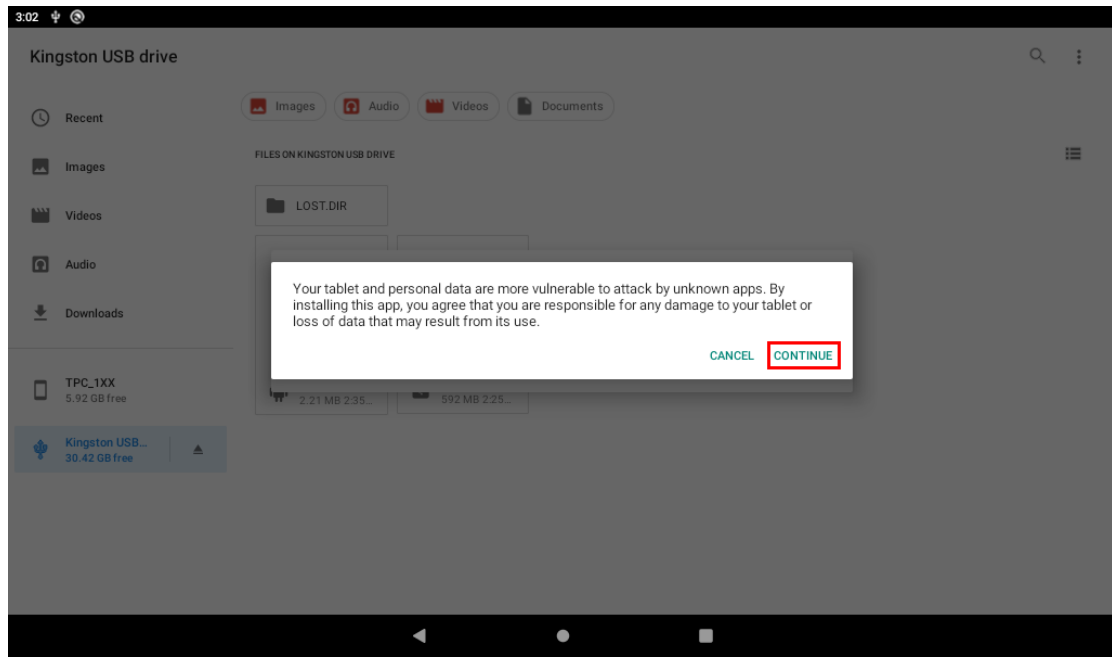 3:02
Kingston USB drive
Recent
Images
Videos
Audio
Downloads
TPC_1XX
5.92 GB free
Kingston USB...
30.42 GB free
Images
Audio
Videos
Documents
FILES ON KINGSTON USB DRIVE
LOST.DIR
2.21 MB 2:35...
592 MB 2:25...
Your tablet and personal data are more vulnerable to attack by unknown apps. By
installing this app, you agree that you are responsible for any damage to your tablet or
loss of data that may result from its use.
CANCEL CONTINUE